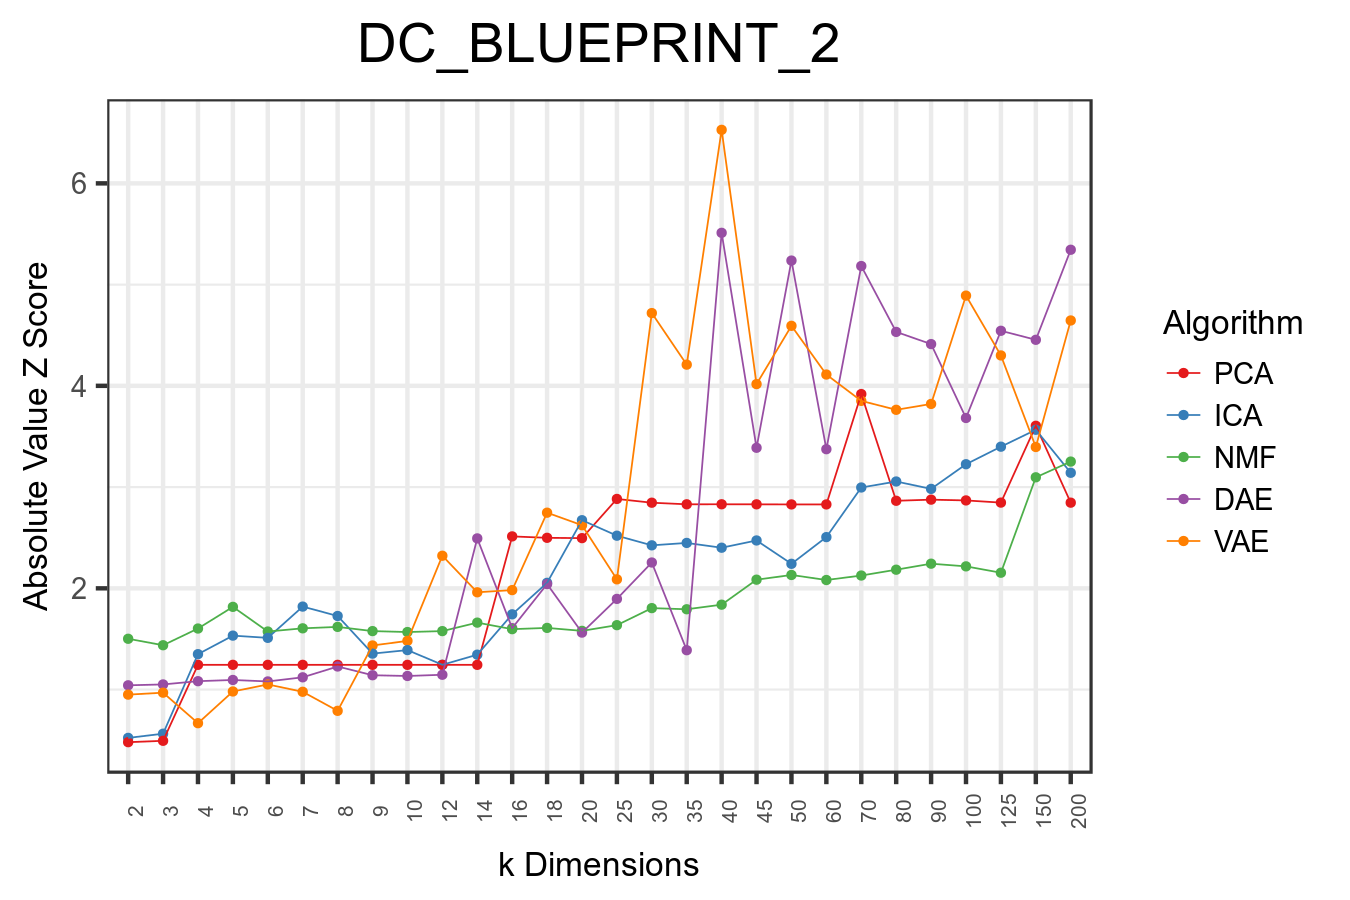 DC_BLUEPRINT_2
Absolute Value Z Score
6
4
2
2 3 4 5 6 7 8 9 10 12 14 16 18 20 25 30 35 40 45 50 60 70 80 90 100 125 150 200
k Dimensions
Algorithm
PCA
ICA
NMF
DAE
VAE